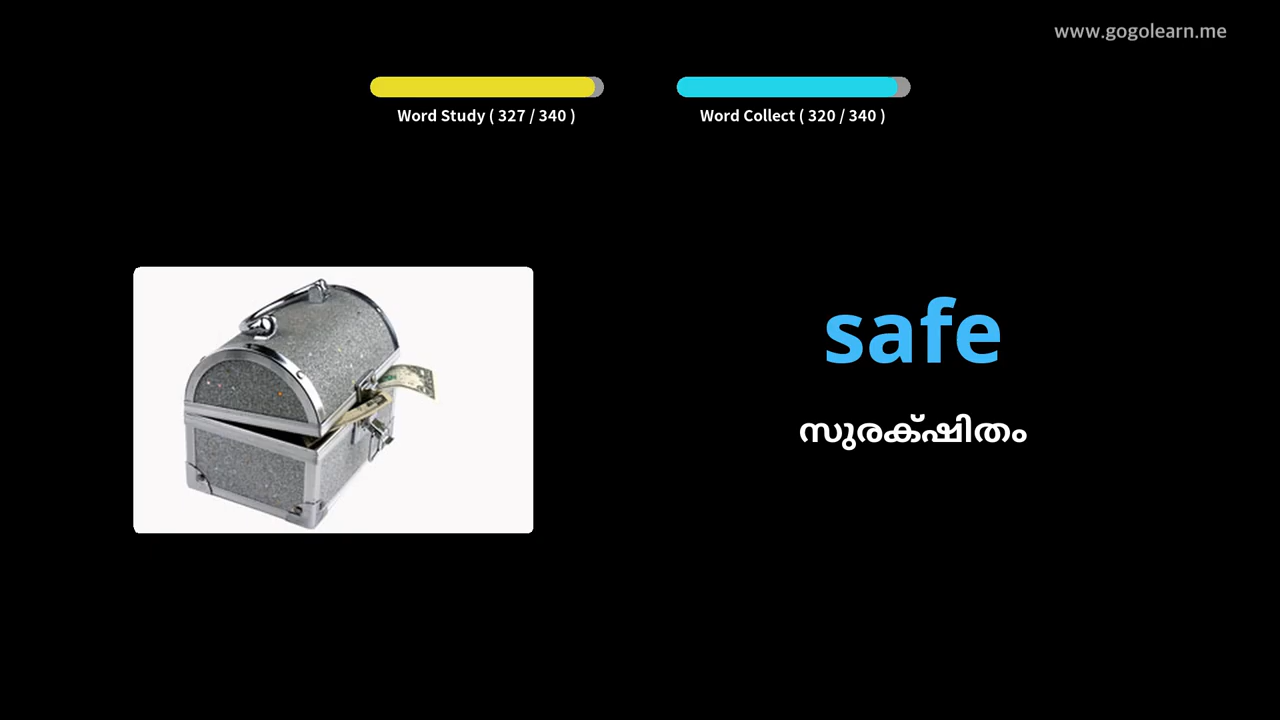 www.gogolearn.me
Word Study ( 327 / 340 )
Word Collect ( 320 / 340 )
safe
സുരക്‌ഷിതം